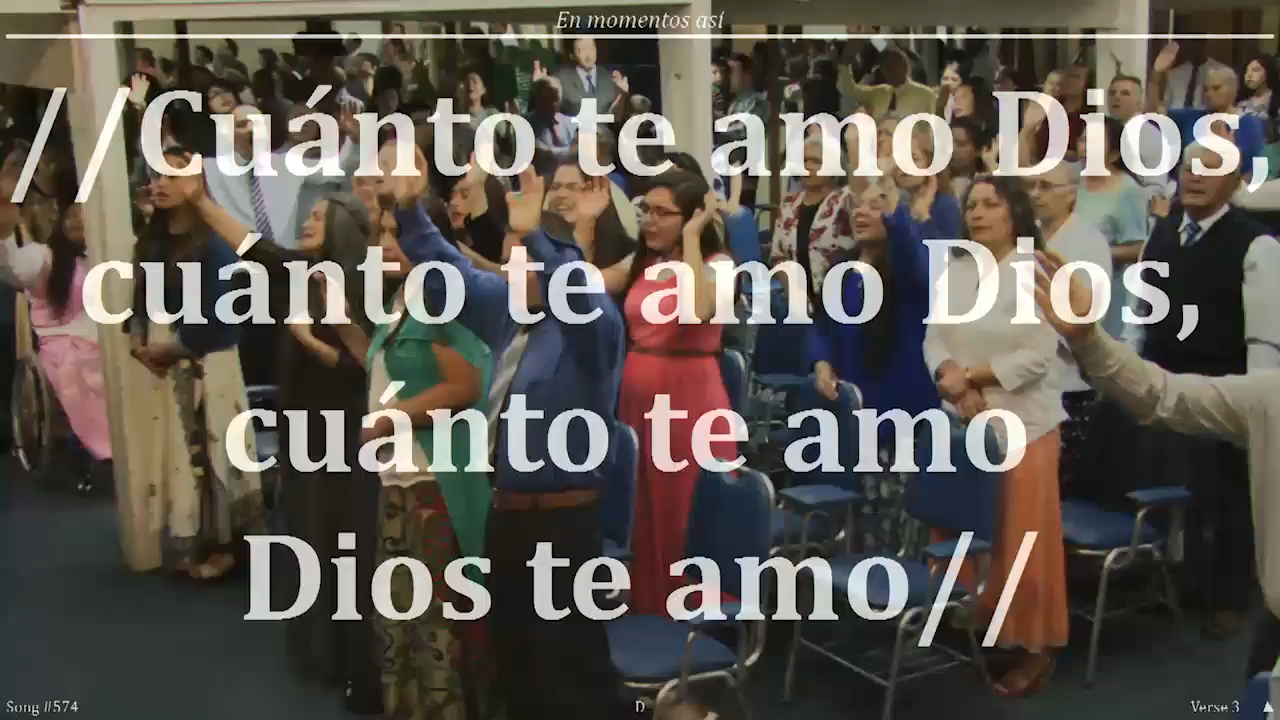 En momentos así
//Cuánto te amo Dios,
cuánto te amo Dios,
cuánto te amo
Dios te amo//
Song #574
D
Verse 3